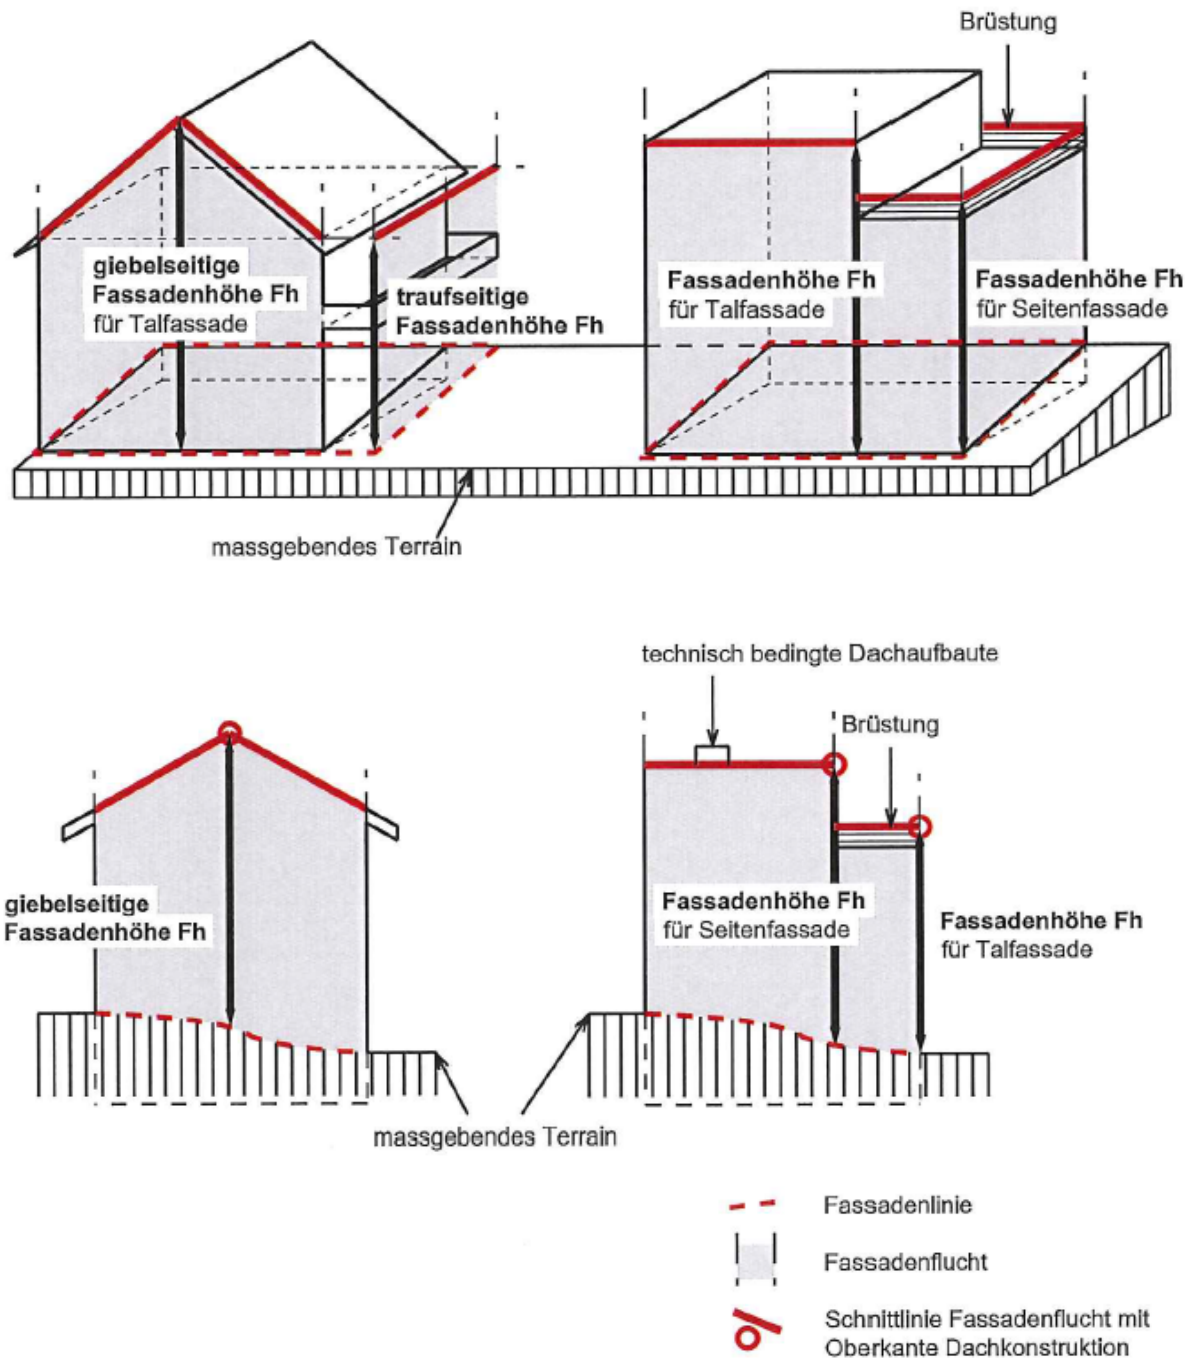 Brüstung
giebelseitige
Fassadenhöhe Fh
für Talfassade
traufseitige
Fassadenhöhe Fh
Fassadenhöhe Fh
für Talfassade
Fassadenhöhe Fh
für Seitenfassade
massgebendes Terrain
technisch bedingte Dachaufbaute
Brüstung
giebelseitige
Fassadenhöhe Fh
Fassadenhöhe Fh
für Seitenfassade
Fassadenhöhe Fh
für Talfassade
massgebendes Terrain
Fassadenlinie
Fassadenflucht
Schnittlinie Fassadenflucht mit
Oberkante Dachkonstruktion